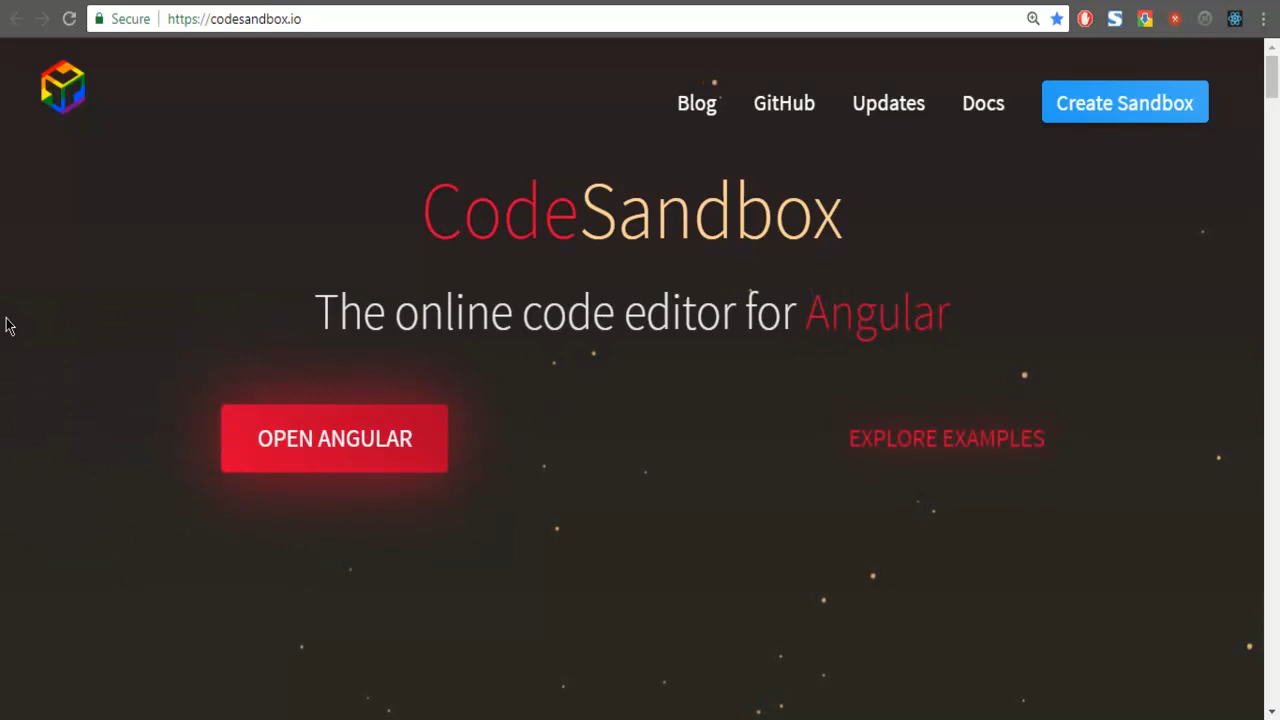 Secure https://codesandbox.io
Blog GitHub Updates Docs Create Sandbox
CodeSandbox
The online code editor for Angular
OPEN ANGULAR EXPLORE EXAMPLES